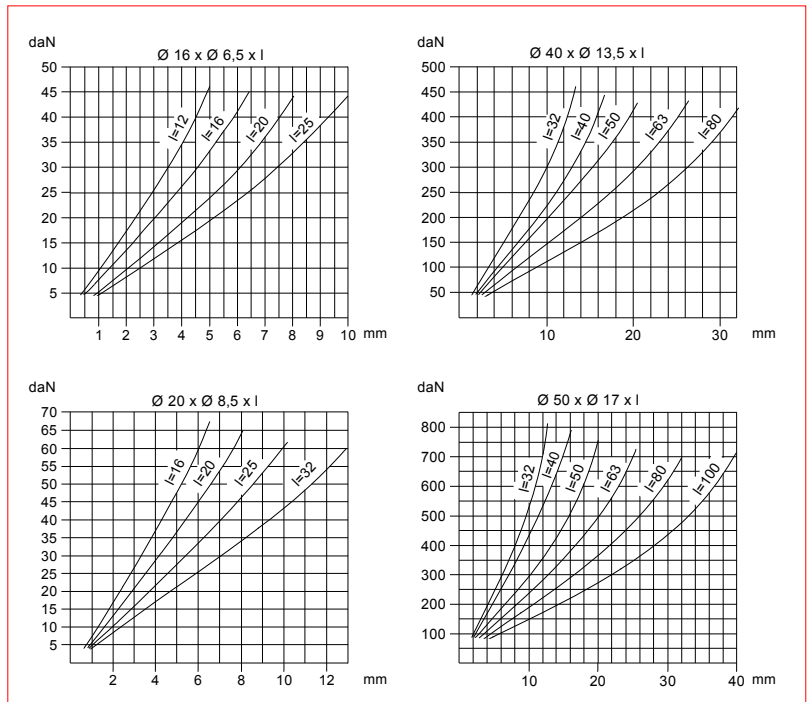 daN
Ø 16 x Ø 6,5 x l
50
45
40
35
30
25
20
15
10
5
l=12
l=16
l=20
l=25
1 2 3 4 5 6 7 8 9 10 mm
daN
Ø 40 x Ø 13,5 x l
500
450
400
350
300
250
200
150
100
50
l=32
l=40
l=50
l=63
l=80
10 20 30 mm
daN
Ø 20 x Ø 8,5 x l
70
65
60
55
50
45
40
35
30
25
20
15
10
5
l=16
l=20
l=25
l=32
2 4 6 8 10 12 mm
daN
Ø 50 x Ø 17 x l
800
700
600
500
400
300
200
100
l=32
l=40
l=50
l=63
l=80
l=100
10 20 30 40 mm